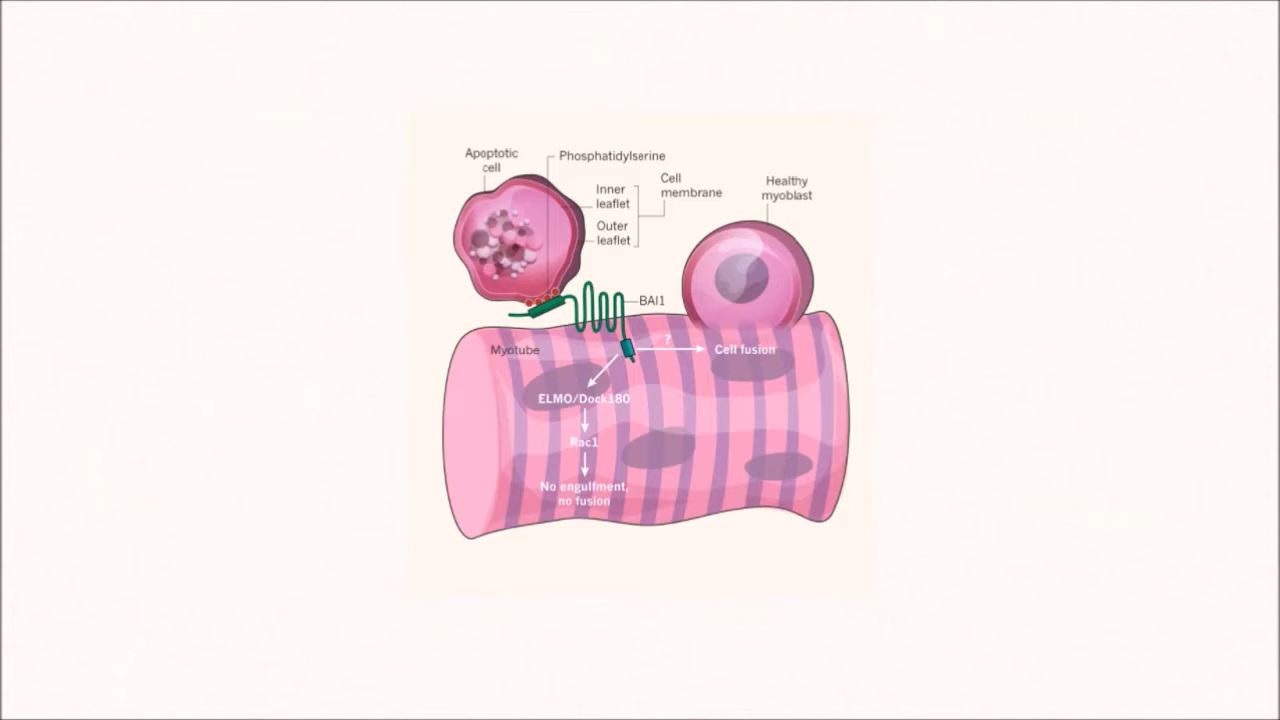 Apoptotic
cell
Phosphatidylserine
Inner
leaflet
Outer
leaflet
Cell
membrane
Healthy
myoblast
BAI1
Myotube
?
Cell fusion
ELMO/Dock180
Rac1
No engulfment,
no fusion